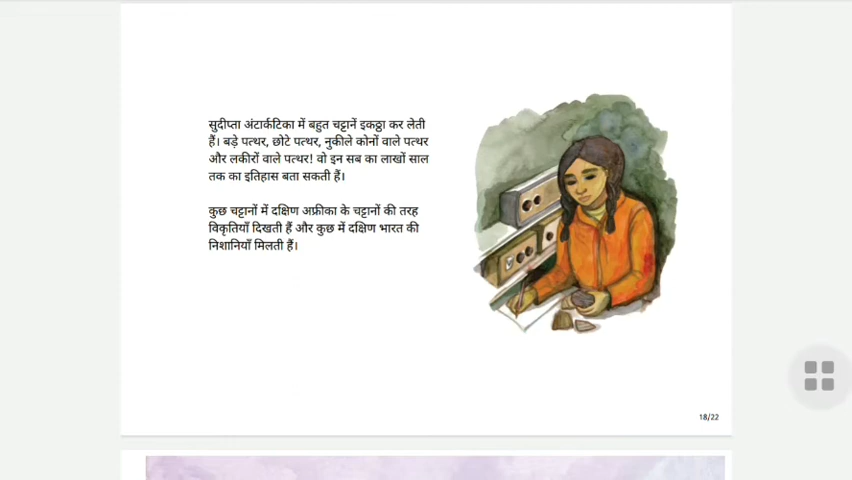 सुदीप्ता अंटार्कटिका में बहुत चट्टानें इकठ्ठा कर लेती
हैं। बड़े पत्थर, छोटे पत्थर, नुकीले कोनों वाले पत्थर
और लकीरों वाले पत्थर! वो इन सब का लाखों साल
तक का इतिहास बता सकती हैं।
कुछ चट्टानों में दक्षिण अफ्रीका के चट्टानों की तरह
विकृतियाँ दिखती हैं और कुछ में दक्षिण भारत की
निशानियाँ मिलती हैं।
18/22